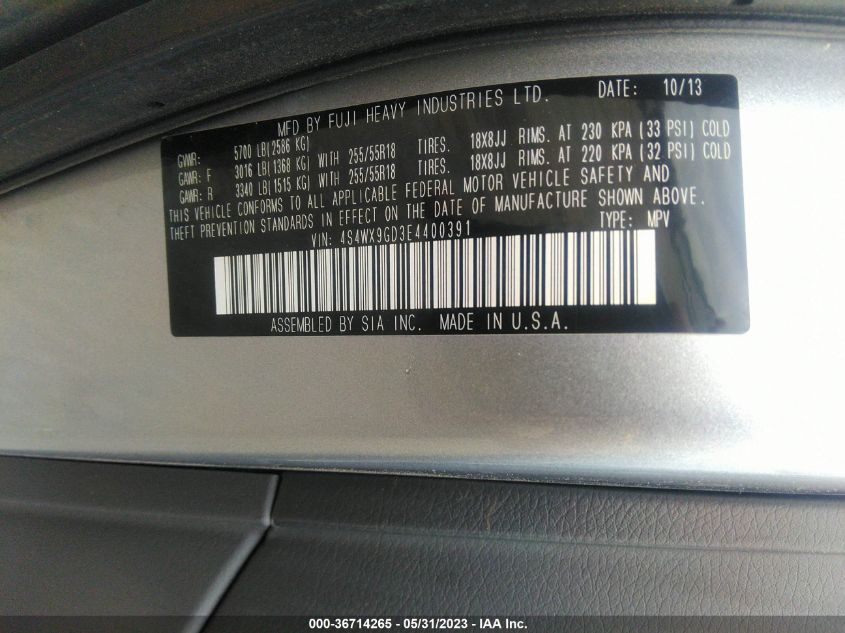 MFD BY FUJI HEAVY INDUSTRIES LTD. DATE: 10/13
GVWR: 5700 LB(2586 KG)
GAWR: F 3016 LB(1368 KG) WITH 255/55R18 TIRES. 18X8JJ RIMS. AT 230 KPA (33 PSI) COLD
GAWR: R 3340 LB(1515 KG) WITH 255/55R18 TIRES. 18X8JJ RIMS. AT 220 KPA (32 PSI) COLD
THIS VEHICLE CONFORMS TO ALL APPLICABLE FEDERAL MOTOR VEHICLE SAFETY AND
THEFT PREVENTION STANDARDS IN EFFECT ON THE DATE OF MANUFACTURE SHOWN ABOVE.
VIN: 4S4WX9GD3E4400391 TYPE: MPV
ASSEMBLED BY SIA INC. MADE IN U.S.A.
000-36714265 - 05/31/2023 - IAA Inc.